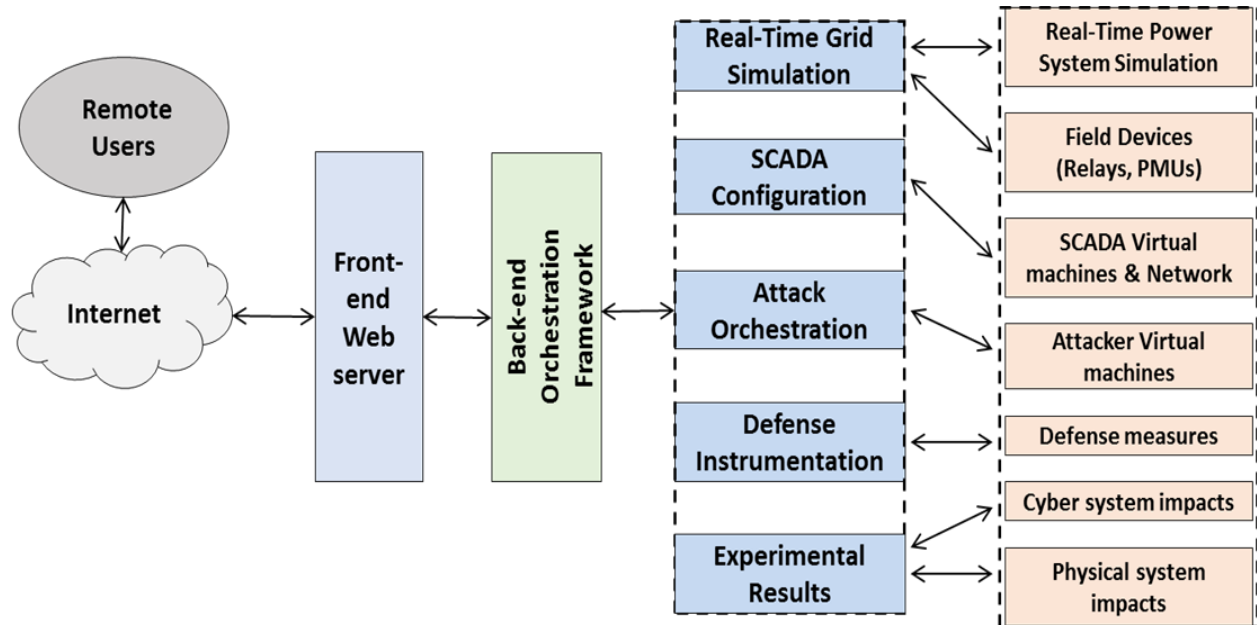 Remote
Users
Internet
Front-
end
Web
server
Back-end
Orchestration
Framework
Real-Time Grid
Simulation
SCADA
Configuration
Attack
Orchestration
Defense
Instrumentation
Experimental
Results
Real-Time Power
System Simulation
Field Devices
(Relays, PMUs)
SCADA Virtual
machines & Network
Attacker Virtual
machines
Defense measures
Cyber system impacts
Physical system
impacts